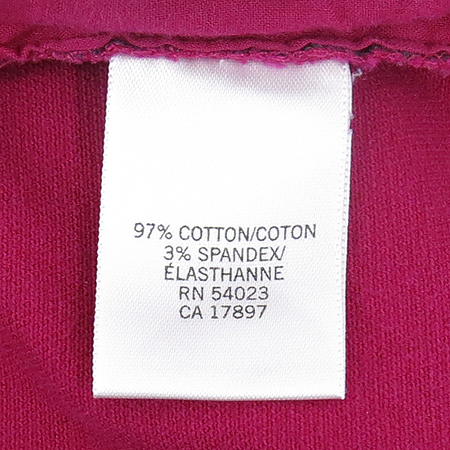 97% COTTON/COTON
3% SPANDEX/
ÉLASTHANNE
RN 54023
CA 17897